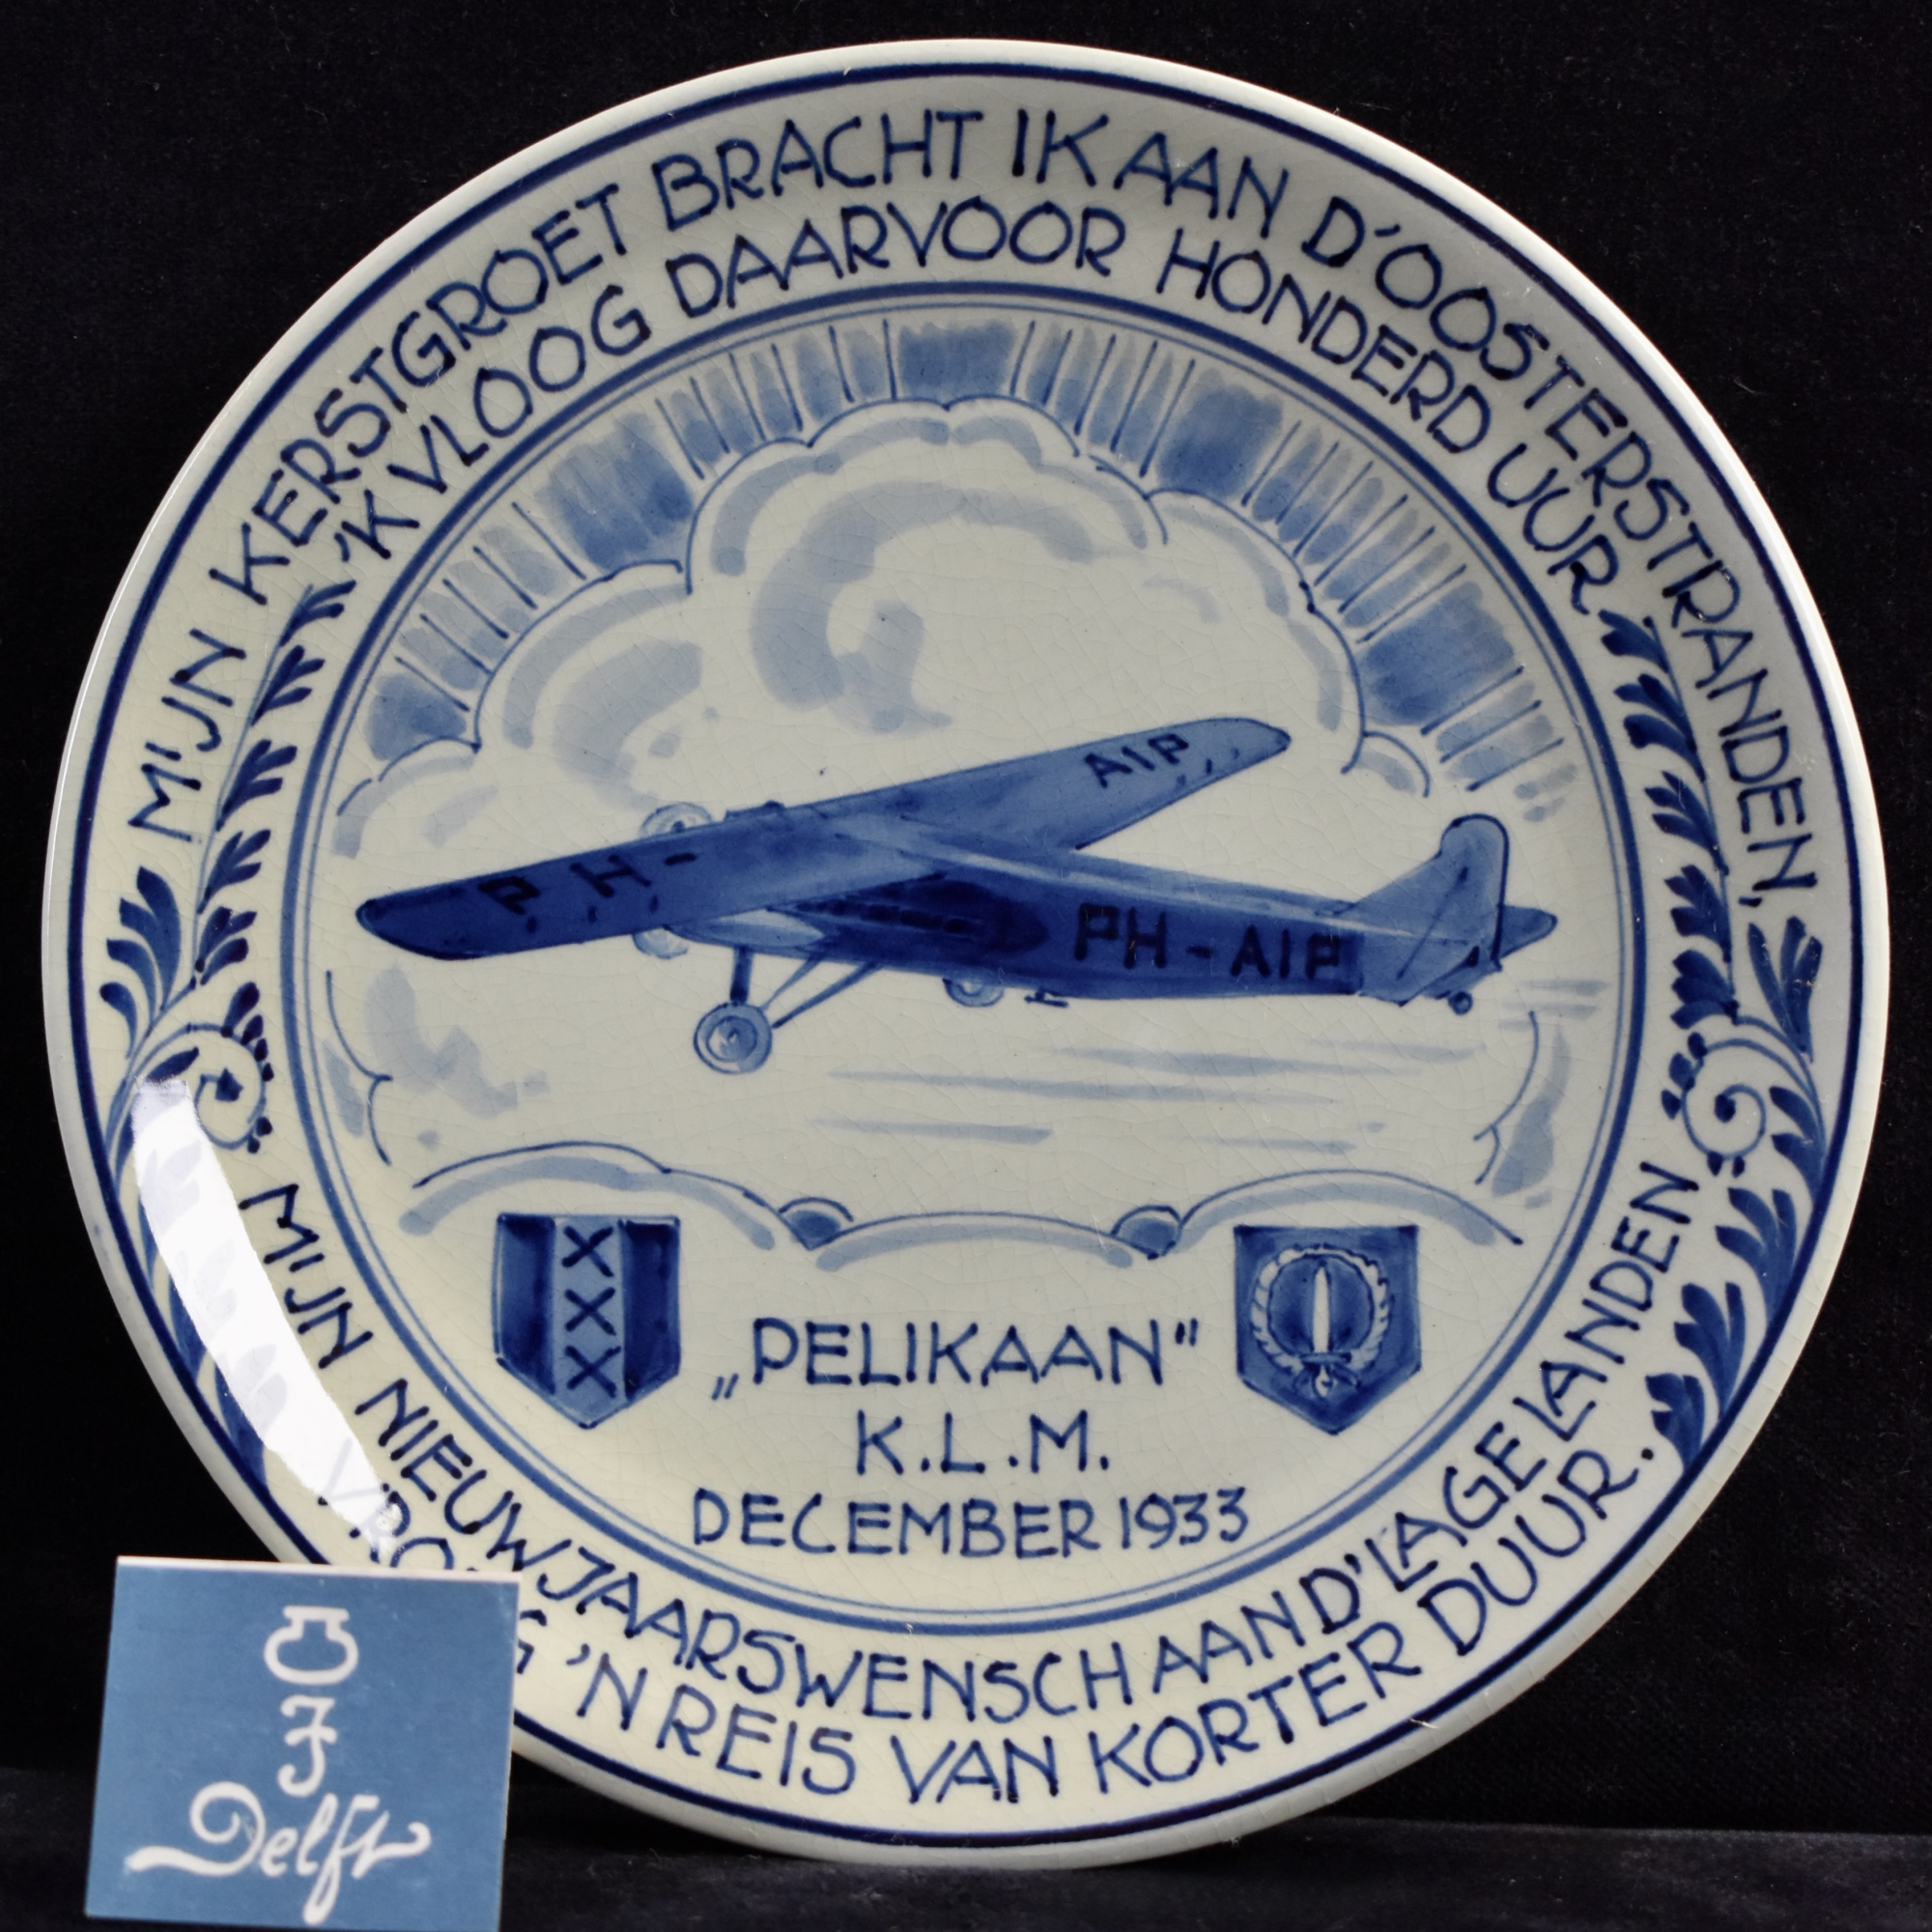 MIJN KERSTGROET BRACHT IK AAN D'OOSTERSTRANDEN,
'K VLOOG DAARVOOR HONDERD UUR
AIP
PH-
PH-AIP
XXX
„PELIKAAN"
K.L.M.
DECEMBER 1933
MIJN NIEUWJAARSWENSCH AAN D'LAGE LANDEN
'N REIS VAN KORTER DUUR.
Delft